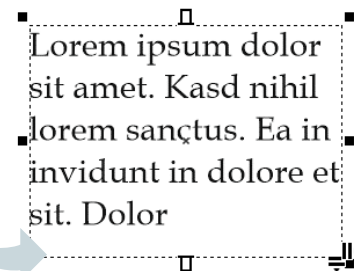 Lorem ipsum dolor
sit amet. Kasd nihil
lorem sanctus. Ea in
invidunt in dolore et
sit. Dolor